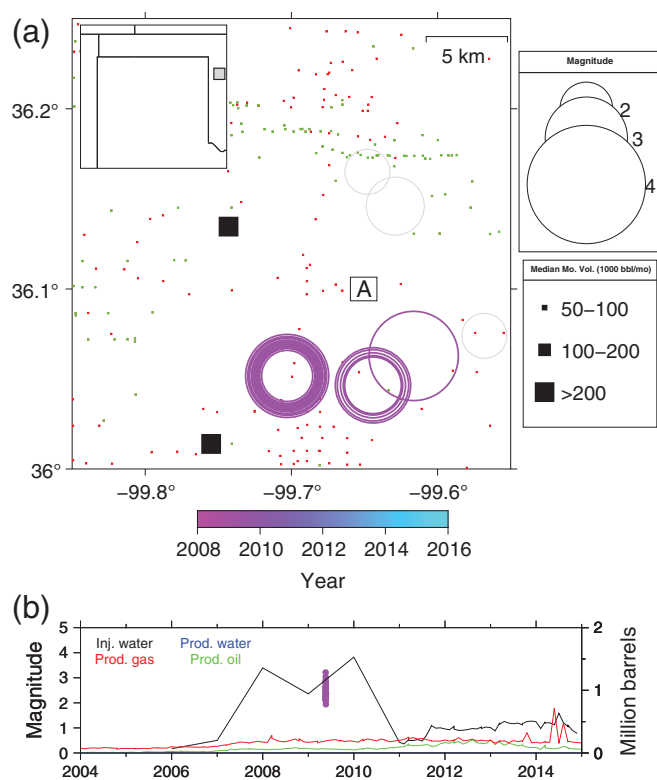 (a)
5 km
36.2°
36.1°
36°
A
−99.8°
−99.7°
−99.6°
Magnitude
2
3
4
Median Mo. Vol. (1000 bbl/mo)
50−100
100−200
>200
2008
2010
2012
2014
2016
Year
(b)
Magnitude
5
4
3
2
1
0
Inj. water
Prod. water
Prod. gas
Prod. oil
2
1
0
Million barrels
2004
2006
2008
2010
2012
2014